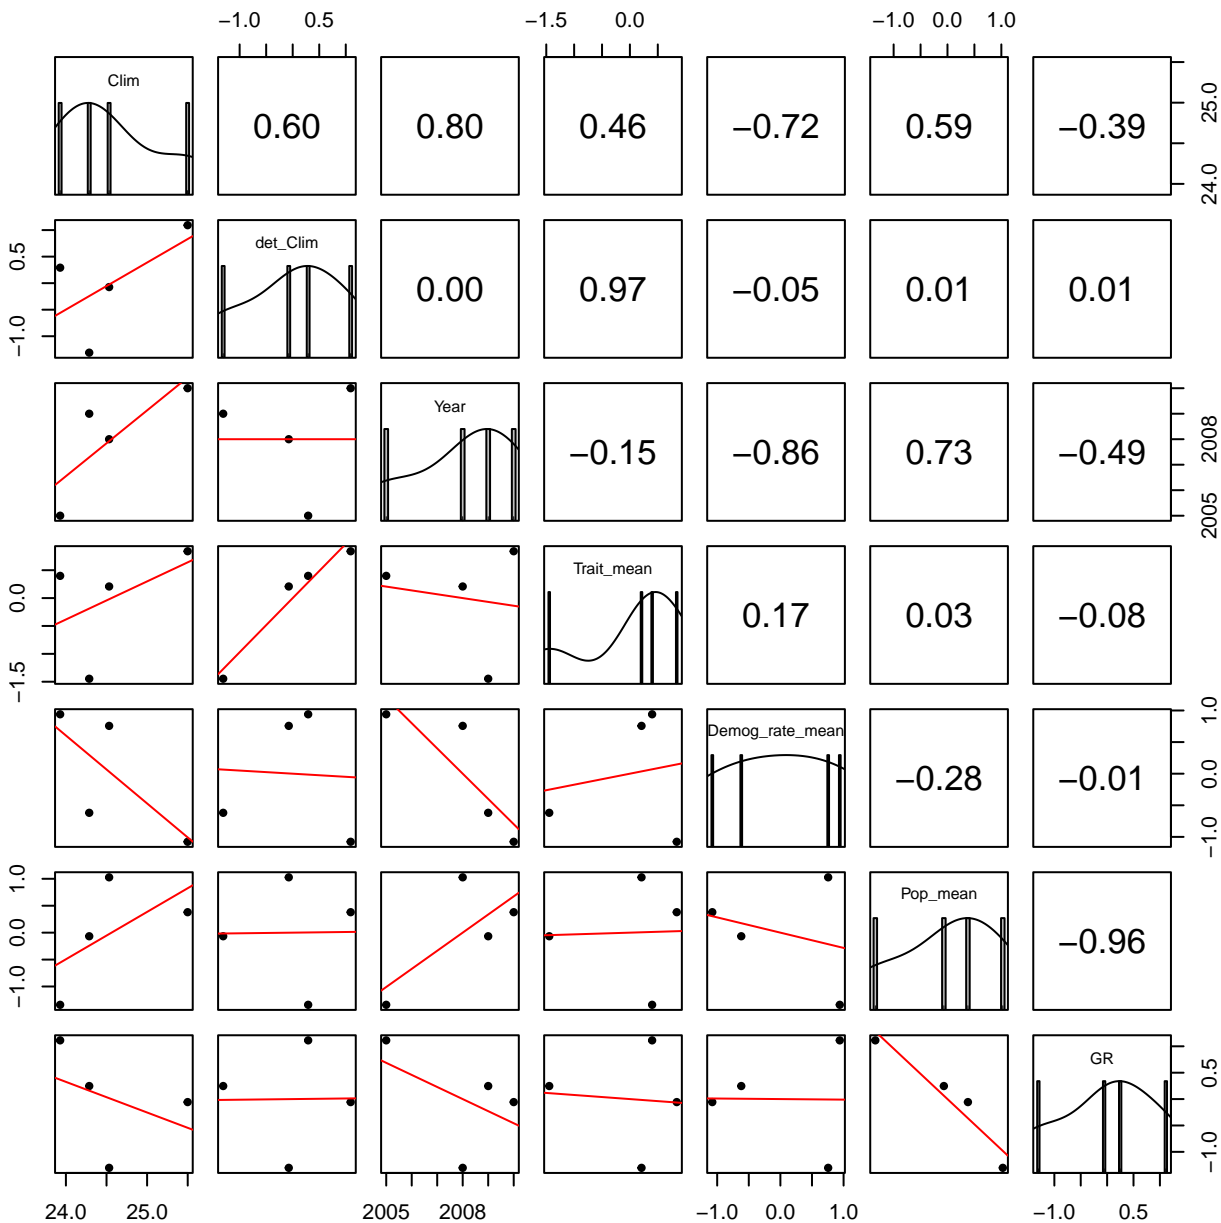 −1.0 0.5 −1.5 0.0 −1.0 0.0 1.0
Clim 0.60 0.80 0.46 −0.72 0.59 −0.39 24.0 25.0
−1.0 0.5 det_Clim 0.00 0.97 −0.05 0.01 0.01
Year −0.15 −0.86 0.73 −0.49 2005 2008
−1.5 0.0 Trait_mean 0.17 0.03 −0.08
Demog_rate_mean −0.28 −0.01 −1.0 0.0 1.0
−1.0 0.0 1.0 Pop_mean −0.96
GR −1.0 0.5
24.0 25.0 2005 2008 −1.0 0.0 1.0 −1.0 0.5